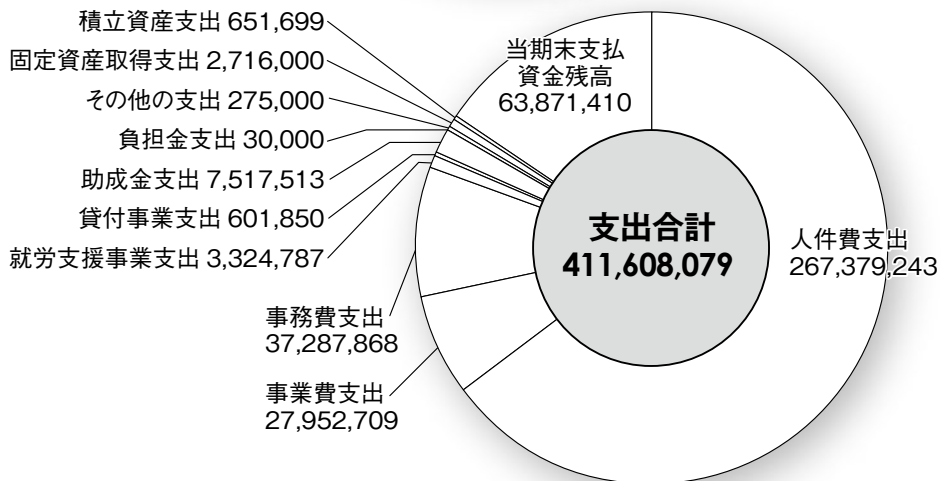 積立資産支出 651,699
固定資産取得支出 2,716,000
その他の支出 275,000
負担金支出 30,000
助成金支出 7,517,513
貸付事業支出 601,850
就労支援事業支出 3,324,787
事務費支出
37,287,868
事業費支出
27,952,709
当期末支払
資金残高
63,871,410
支出合計
411,608,079
人件費支出
267,379,243